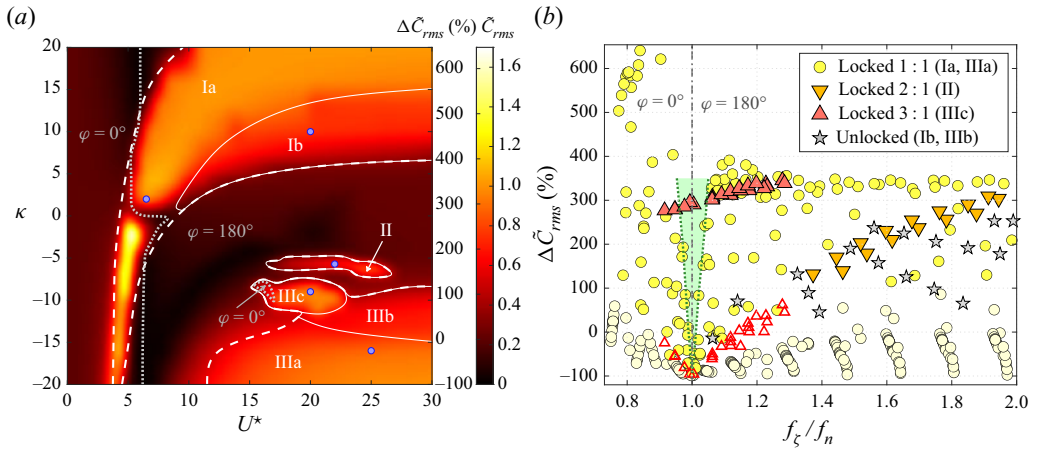 (a)
ΔC̃rms (%) C̃rms
20
15
10
5
0
−5
−10
−15
−20
κ
0
5
10
15
20
25
30
U★
Ia
Ib
II
IIIc
IIIb
IIIa
φ = 0°
φ = 180°
φ = 0°
600
500
400
300
200
100
0
−100
1.6
1.4
1.2
1.0
0.8
0.6
0.4
0.2
0
(b)
600
500
400
300
200
100
0
−100
ΔC̃rms (%)
φ = 0°
φ = 180°
Locked 1 : 1 (Ia, IIIa)
Locked 2 : 1 (II)
Locked 3 : 1 (IIIc)
Unlocked (Ib, IIIb)
0.8
1.0
1.2
1.4
1.6
1.8
2.0
fζ/fn